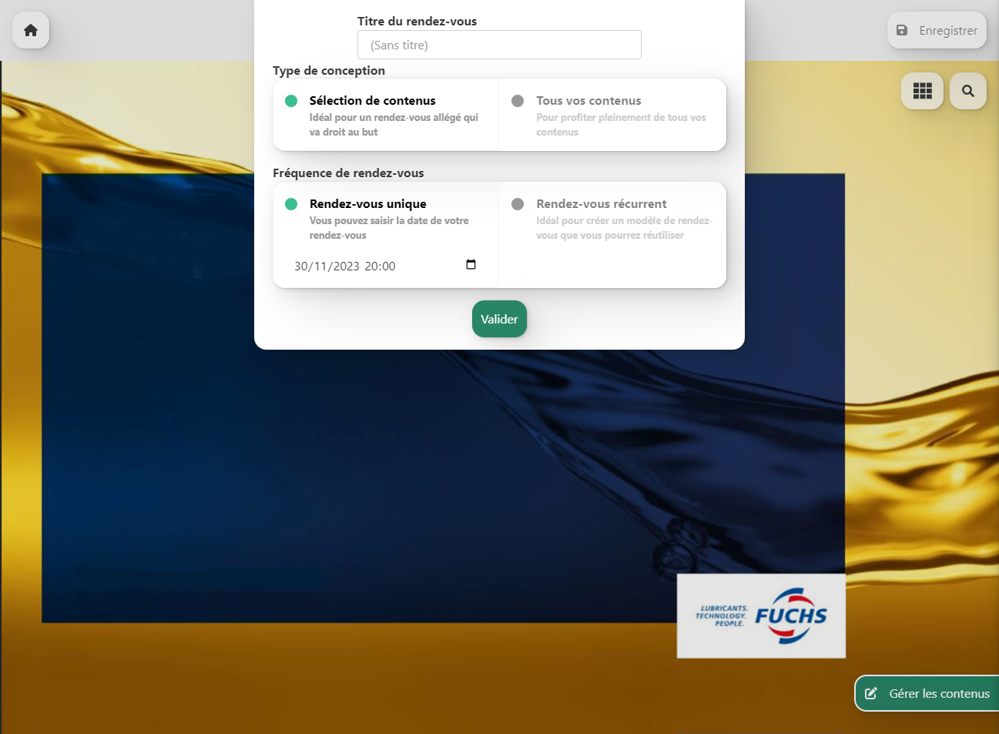 Titre du rendez-vous
Enregistrer
(Sans titre)
Type de conception
Sélection de contenus
Idéal pour un rendez-vous allégé qui
va droit au but
Tous vos contenus
Pour profiter pleinement de tous vos
contenus
Fréquence de rendez-vous
Rendez-vous unique
Vous pouvez saisir la date de votre
rendez-vous
30/11/2023 20:00
Rendez-vous récurrent
Idéal pour créer un modèle de rendez-
vous que vous pourrez réutiliser
Valider
LUBRICANTS.
TECHNOLOGY.
PEOPLE.
FUCHS
Gérer les contenus